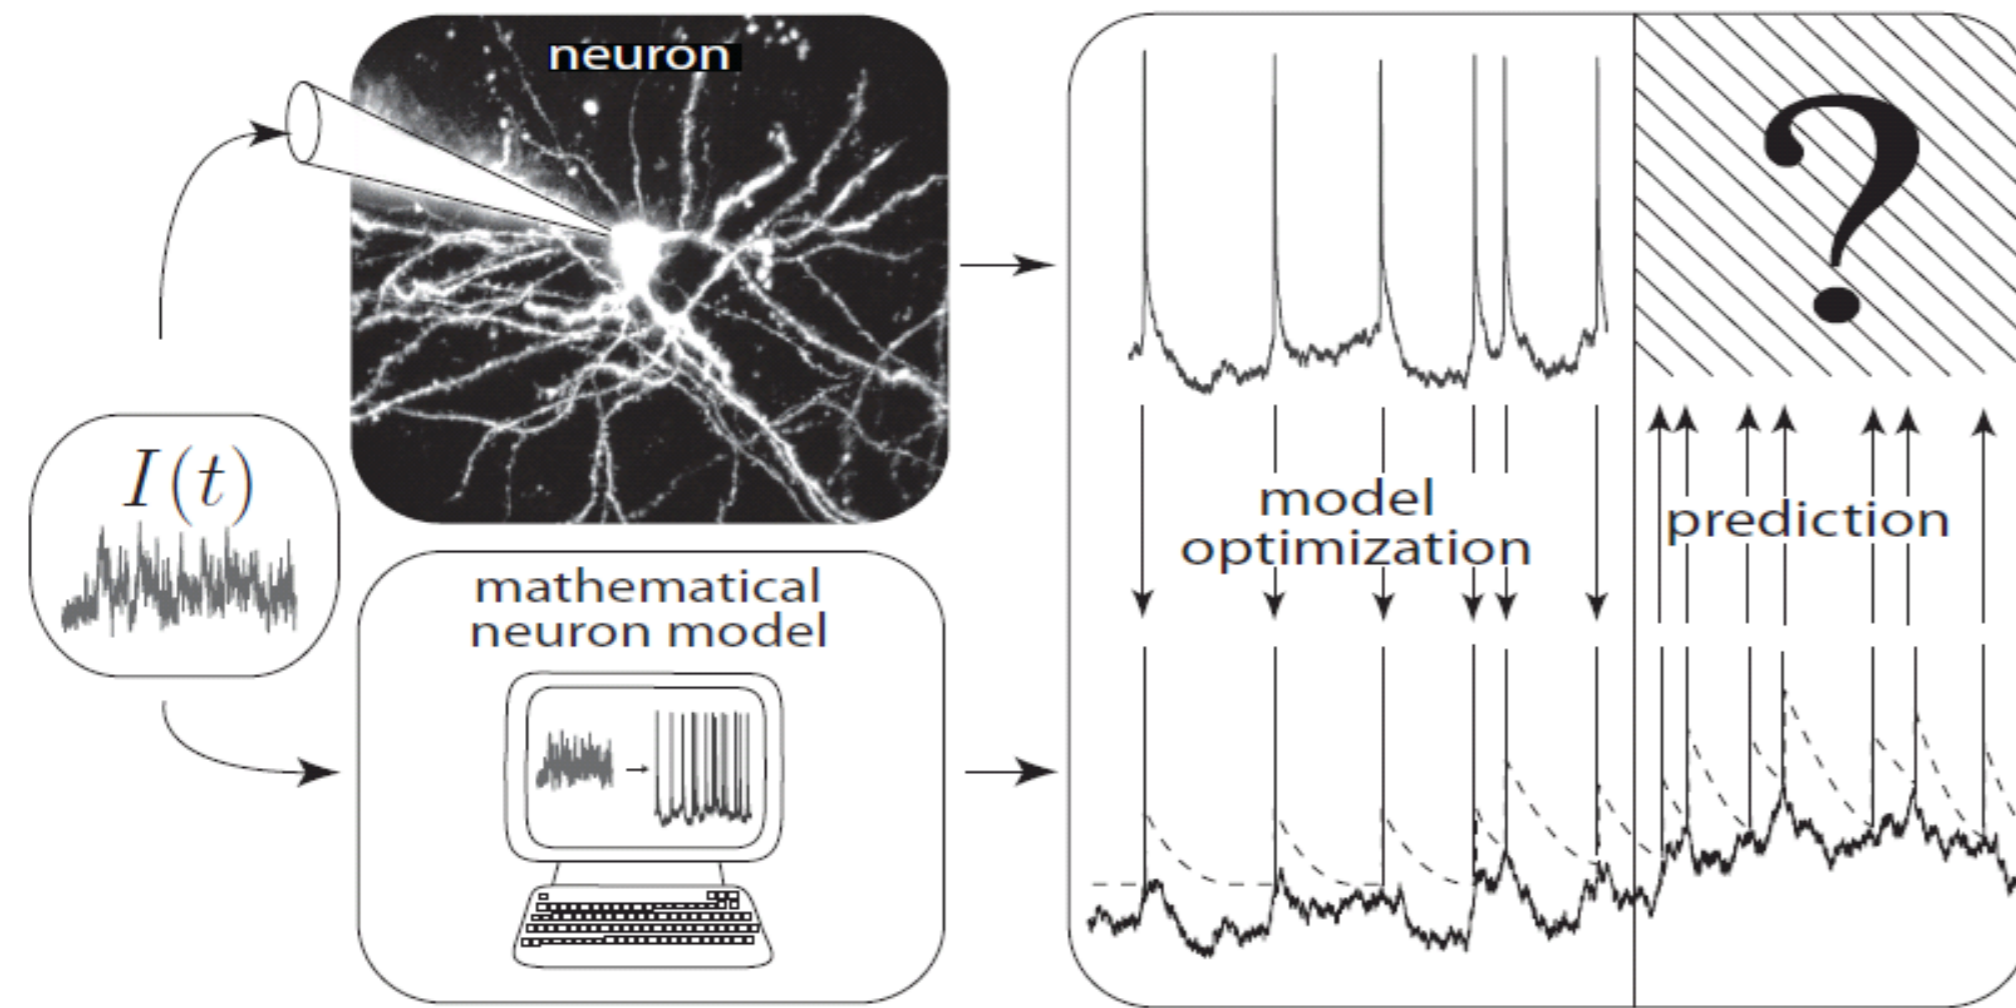 neuron
I(t)
mathematical
neuron model
model
optimization
?
prediction